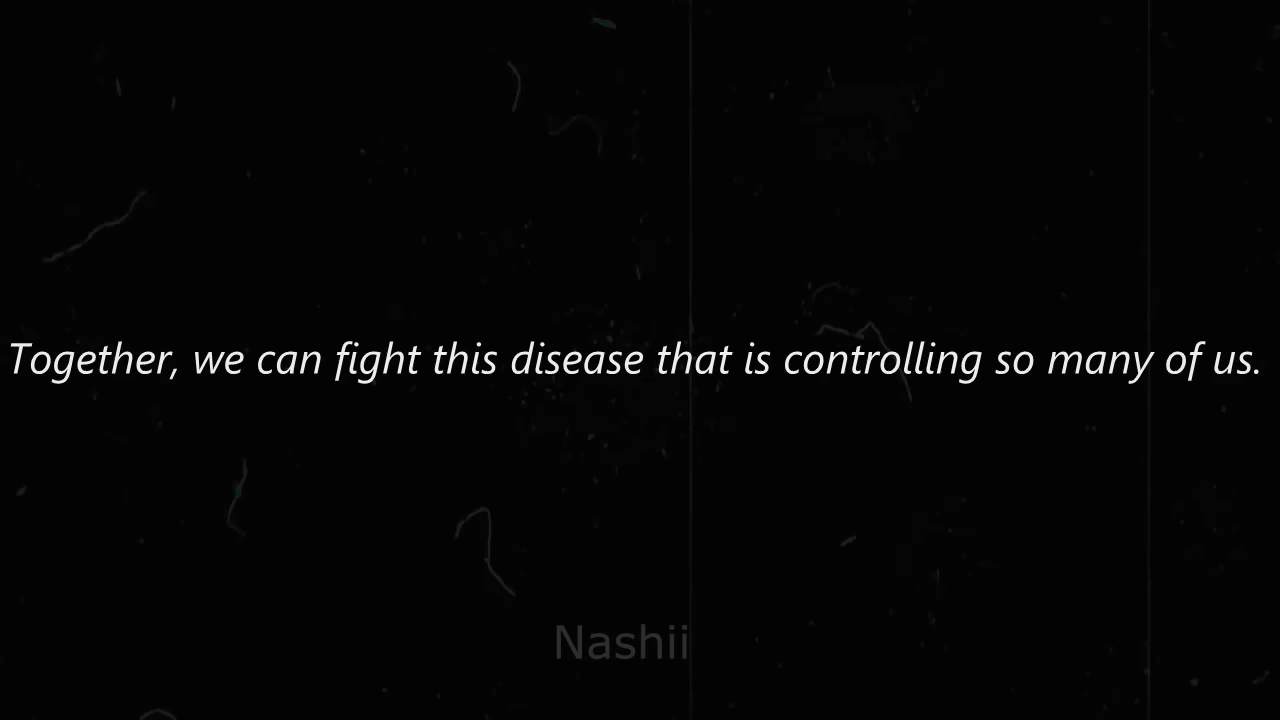 Together, we can fight this disease that is controlling so many of us.
Nashii